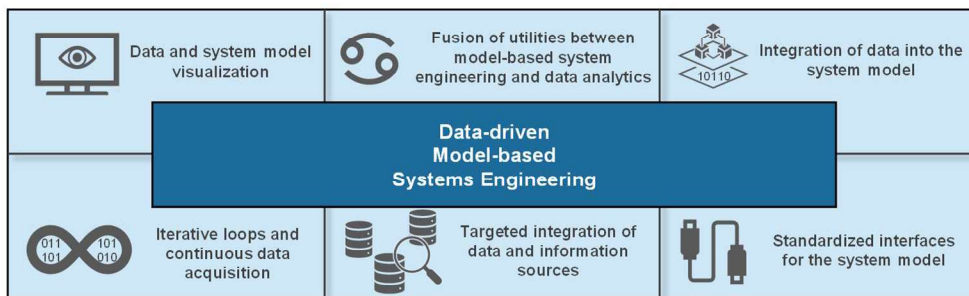 Data and system model
visualization
Fusion of utilities between
model-based system
engineering and data analytics
10110
Integration of data into the
system model
Data-driven
Model-based
Systems Engineering
011
101
101
010
Iterative loops and
continuous data
acquisition
Targeted integration of
data and information
sources
Standardized interfaces
for the system model